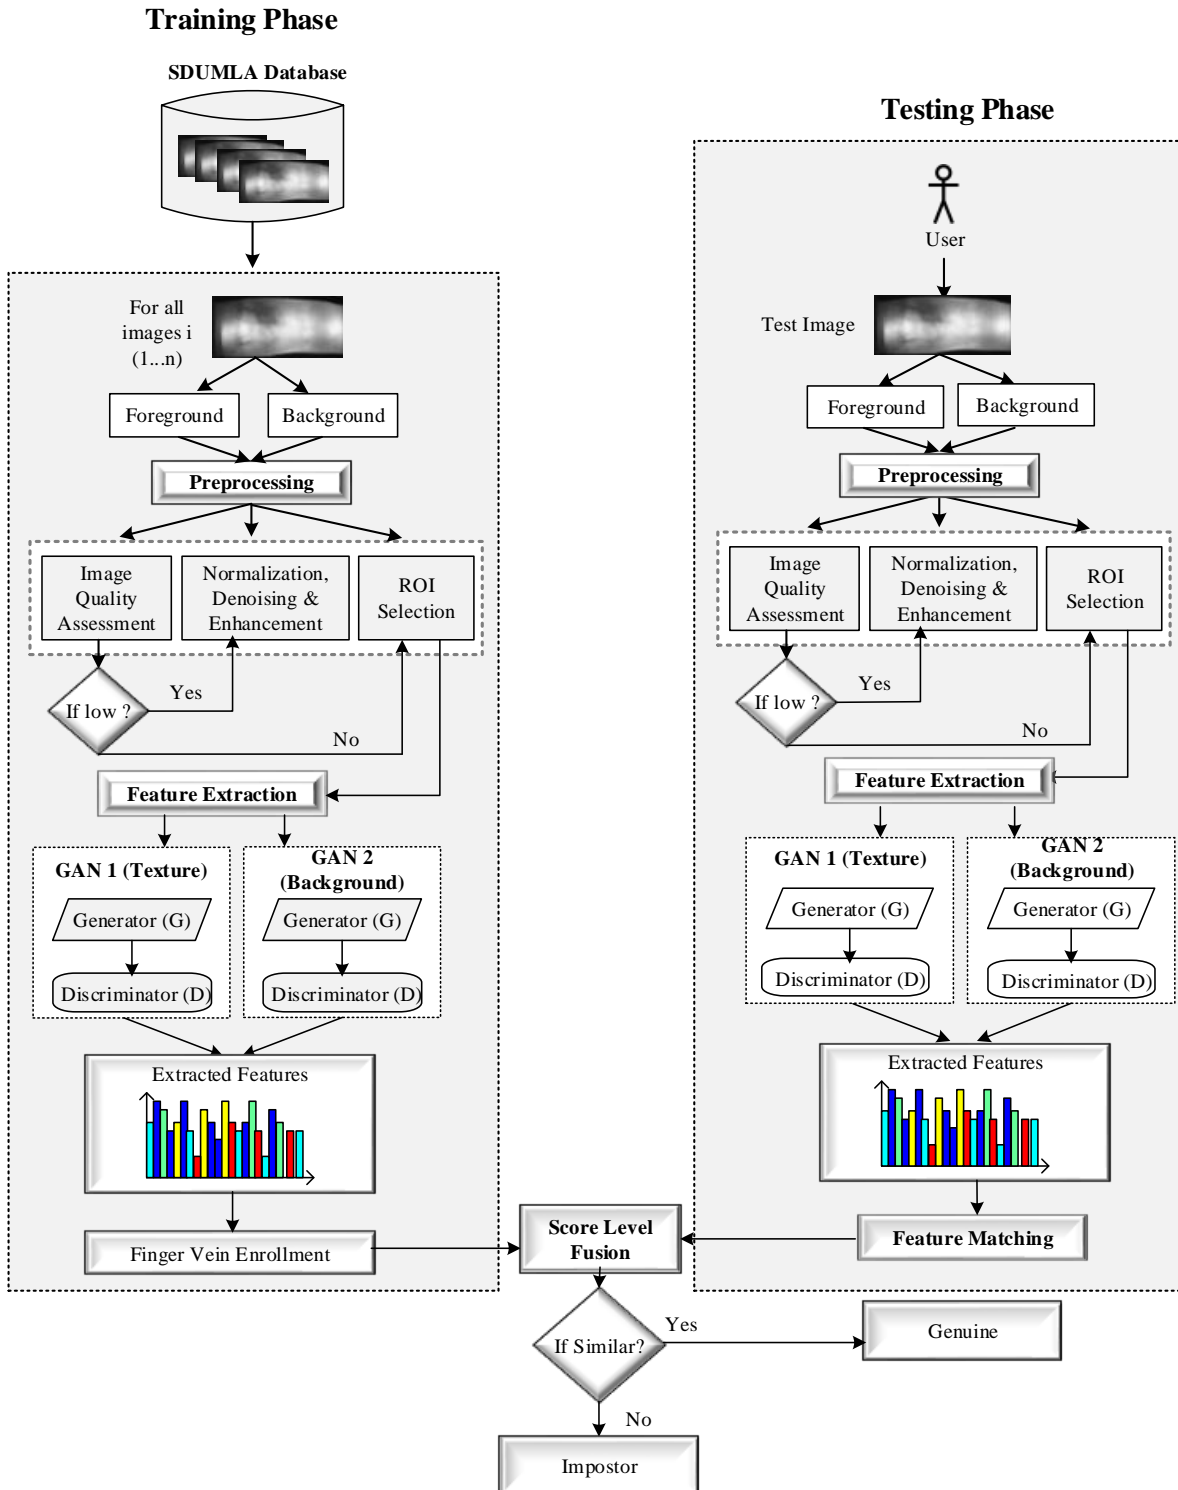 Training Phase
SDUMLA Database
For all
images i
(1...n)
Foreground
Background
Preprocessing
Image
Quality
Assessment
Normalization,
Denoising &
Enhancement
ROI
Selection
If low ?
Yes
No
Feature Extraction
GAN 1 (Texture)
Generator (G)
Discriminator (D)
GAN 2
(Background)
Generator (G)
Discriminator (D)
Extracted Features
Finger Vein Enrollment
Testing Phase
User
Test Image
Foreground
Background
Preprocessing
Image
Quality
Assessment
Normalization,
Denoising &
Enhancement
ROI
Selection
If low ?
Yes
No
Feature Extraction
GAN 1 (Texture)
Generator (G)
Discriminator (D)
GAN 2
(Background)
Generator (G)
Discriminator (D)
Extracted Features
Feature Matching
Score Level
Fusion
If Similar?
Yes
Genuine
No
Impostor